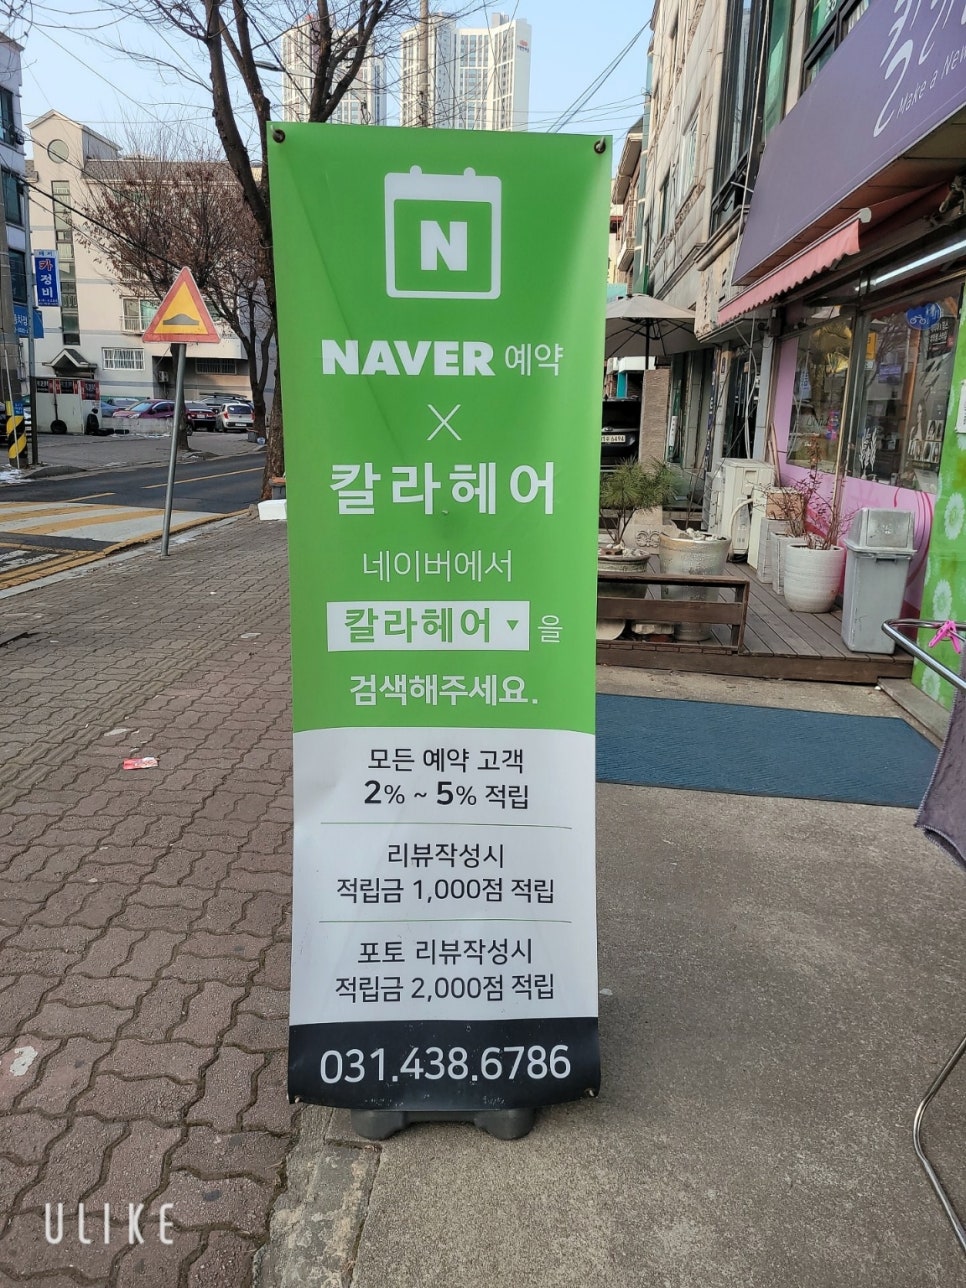 N
NAVER 예약
X
칼라헤어
네이버에서
칼라헤어 ▼ 을
검색해주세요.
모든 예약 고객
2% ~ 5% 적립
리뷰작성시
적립금 1,000점 적립
포토 리뷰작성시
적립금 2,000점 적립
031.438.6786
정비
Make a New
ULIKE